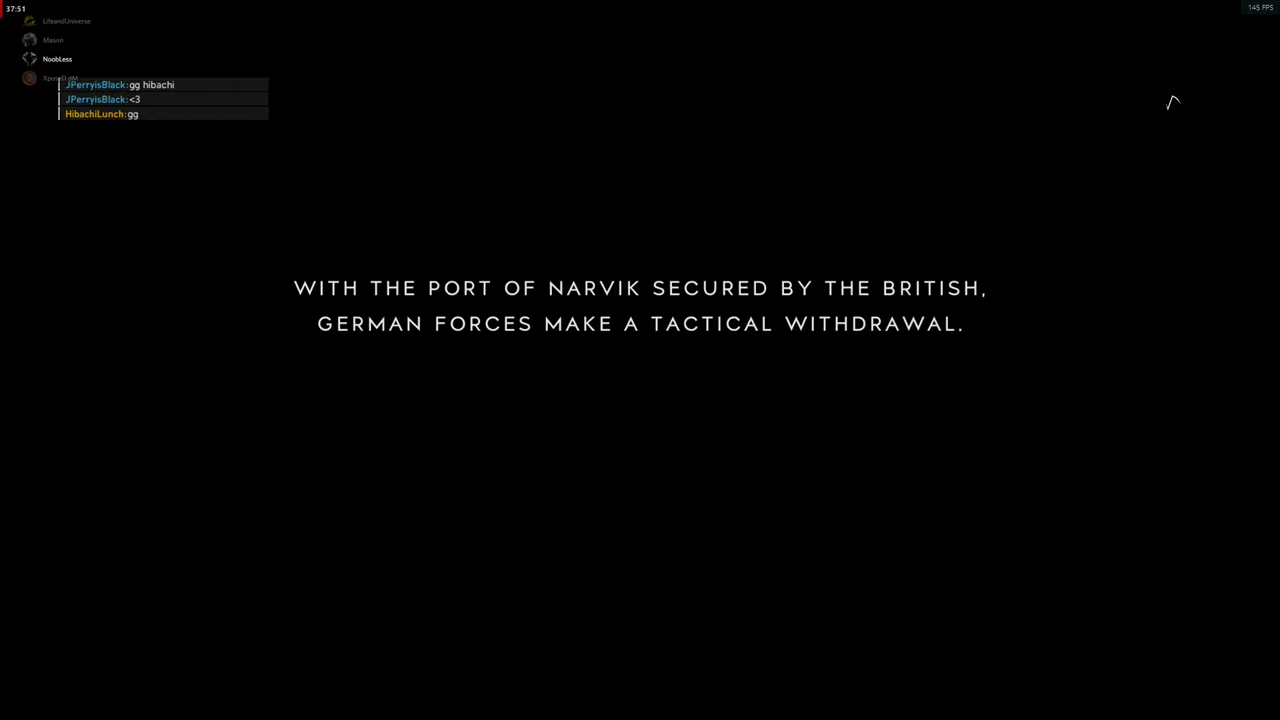 37:51
145 FPS
LifeandUniverse
Mason
NoobLess
JPerryisBlack: gg hibachi
JPerryisBlack: <3
HibachiLunch: gg
WITH THE PORT OF NARVIK SECURED BY THE BRITISH,
GERMAN FORCES MAKE A TACTICAL WITHDRAWAL.